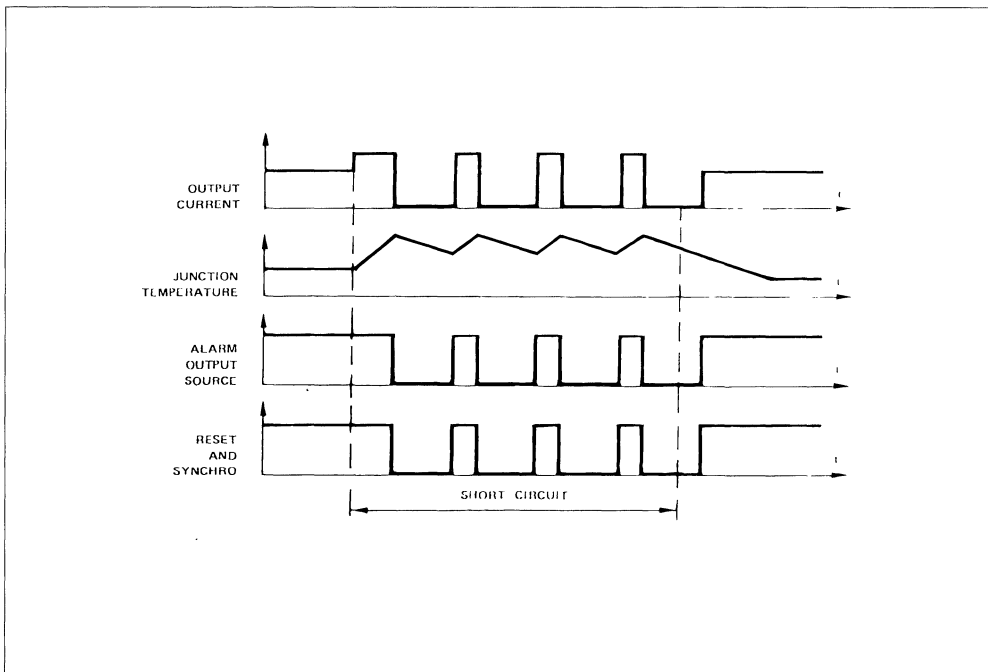 OUTPUT
CURRENT
t
JUNCTION
TEMPERATURE
t
ALARM
OUTPUT
SOURCE
t
RESET
AND
SYNCHRO
t
SHORT CIRCUIT